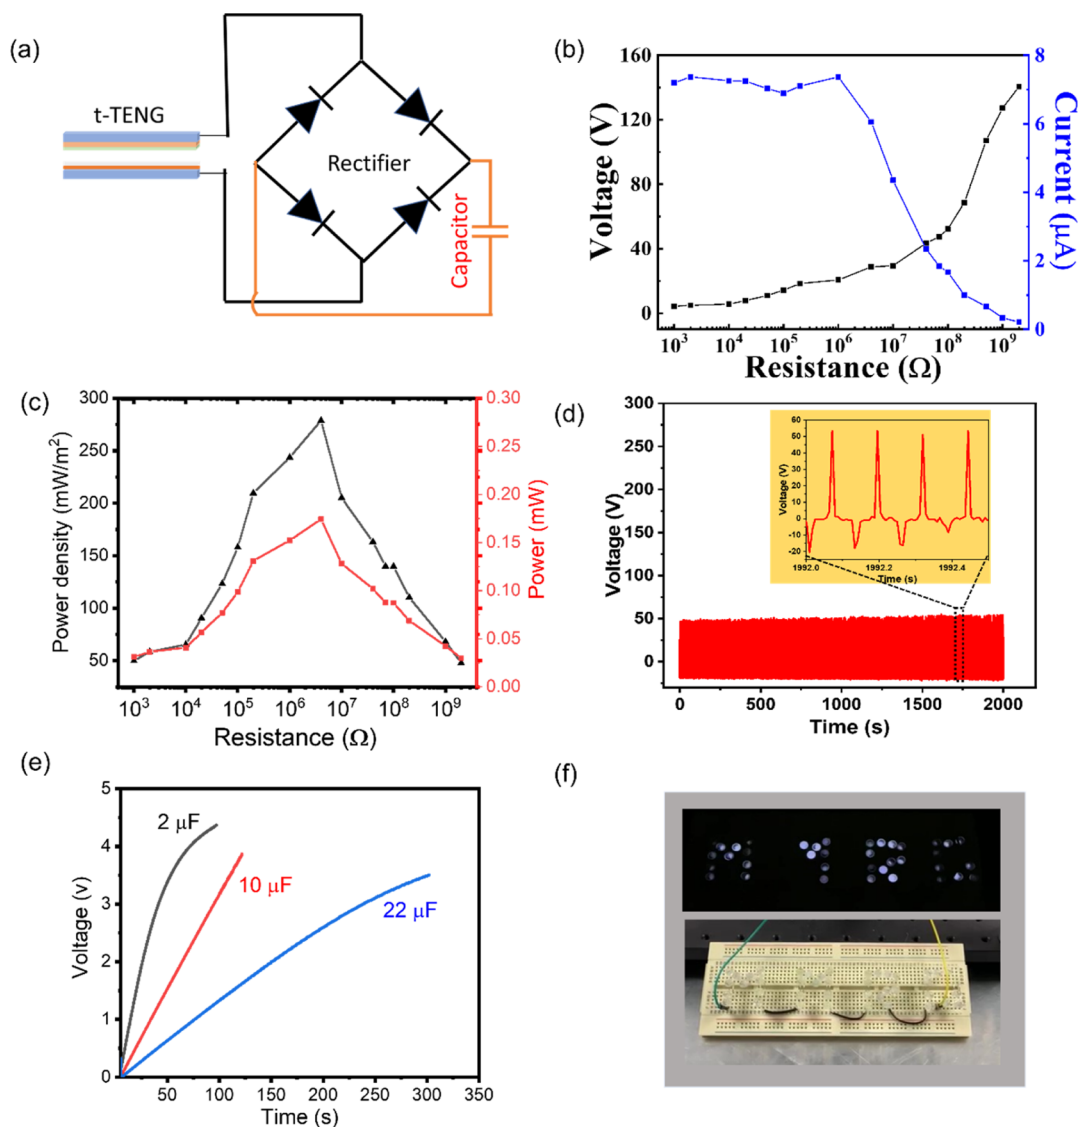 (a)
t-TENG
Rectifier
Capacitor
(b)
160
120
80
40
0
Voltage (V)
8
6
4
2
0
Current (μA)
10³ 10⁴ 10⁵ 10⁶ 10⁷ 10⁸ 10⁹
Resistance (Ω)
(c)
300
250
200
150
100
50
Power density (mW/m²)
0.30
0.25
0.20
0.15
0.10
0.05
0.00
Power (mW)
10³ 10⁴ 10⁵ 10⁶ 10⁷ 10⁸ 10⁹
Resistance (Ω)
(d)
300
250
200
150
100
50
0
Voltage (V)
60
50
40
30
20
10
0
-10
-20
Voltage (V)
1992.0 1992.2 1992.4
Time (s)
0 500 1000 1500 2000
Time (s)
(e)
5
4
3
2
1
0
Voltage (v)
2 μF
10 μF
22 μF
50 100 150 200 250 300 350
Time (s)
(f)